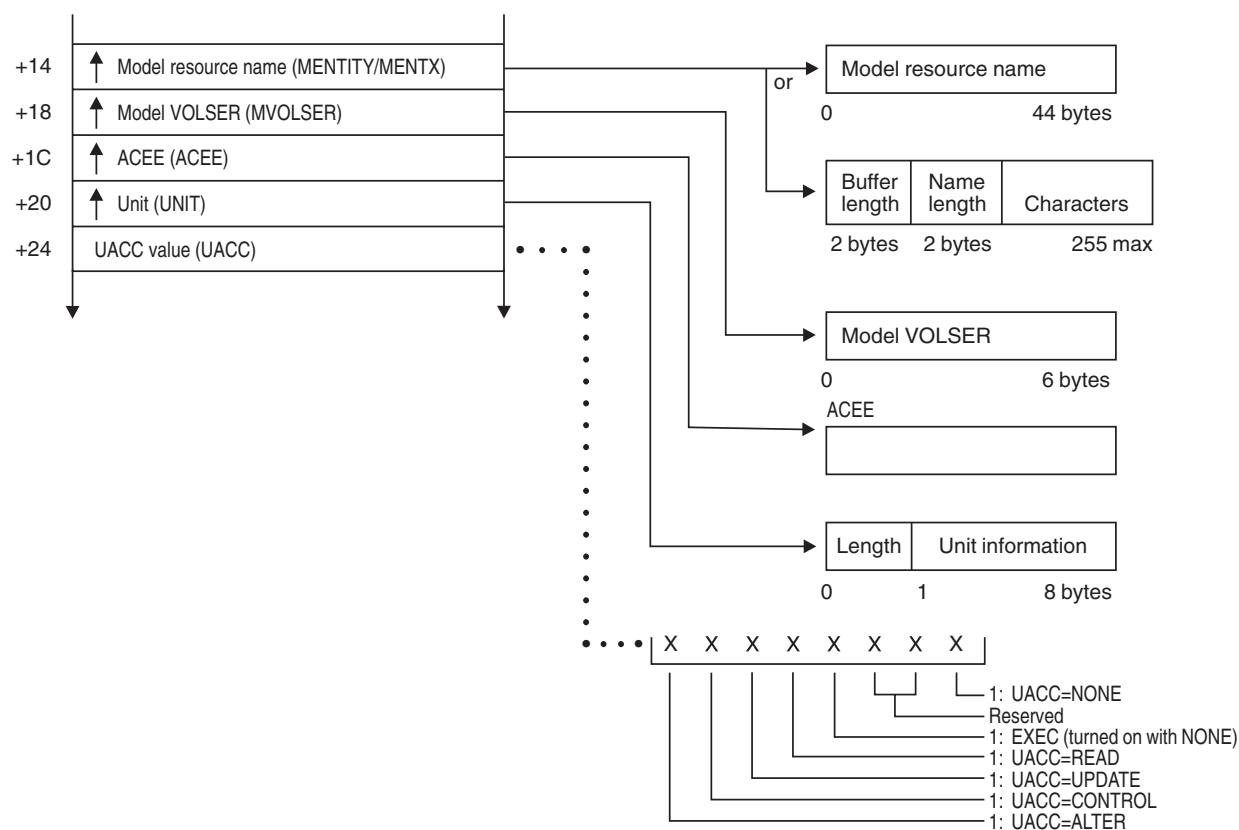 +14 Model resource name (MENTITY/MENTX)
+18 Model VOLSER (MVOLSER)
+1C ACEE (ACEE)
+20 Unit (UNIT)
+24 UACC value (UACC)
or
Model resource name
0 44 bytes
Buffer length Name length Characters
2 bytes 2 bytes 255 max
Model VOLSER
0 6 bytes
ACEE
Length Unit information
0 1 8 bytes
X X X X X X X X
1: UACC=NONE
Reserved
1: EXEC (turned on with NONE)
1: UACC=READ
1: UACC=UPDATE
1: UACC=CONTROL
1: UACC=ALTER